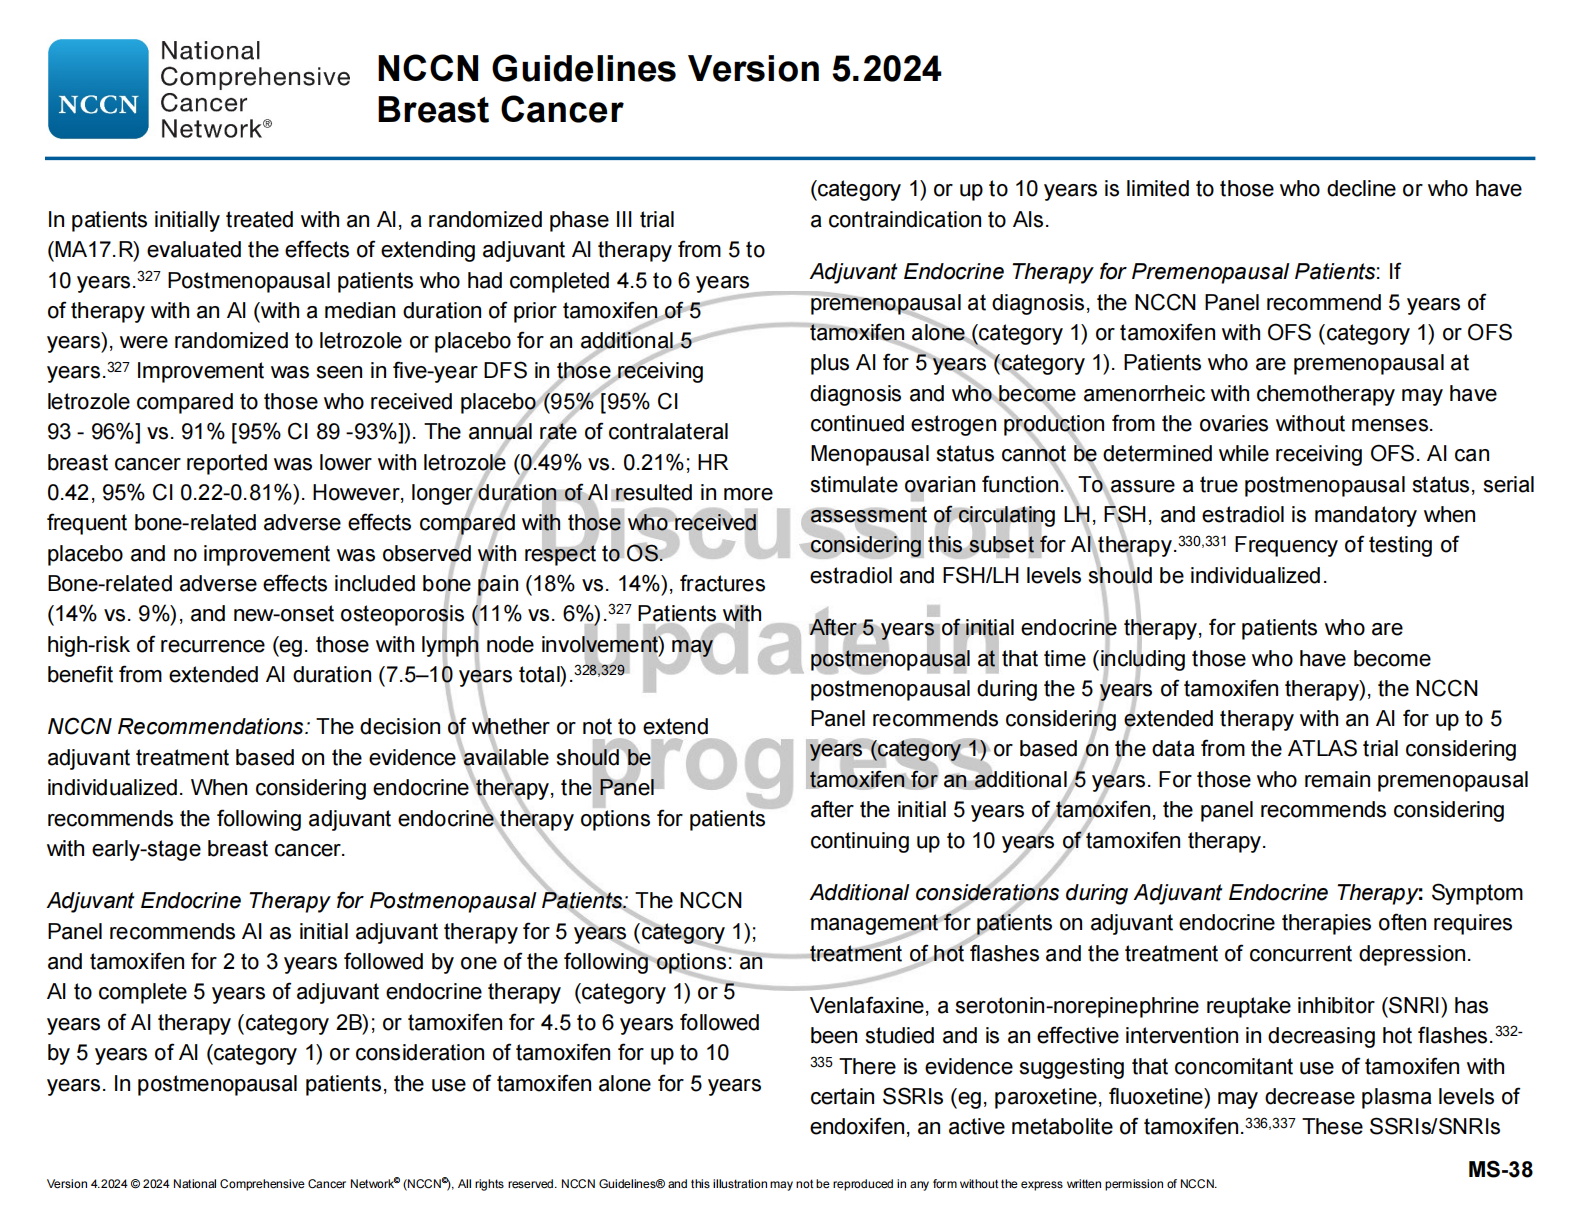 National
Comprehensive
Cancer
Network®
NCCN
NCCN Guidelines Version 5.2024
Breast Cancer
In patients initially treated with an AI, a randomized phase III trial
(MA17.R) evaluated the effects of extending adjuvant AI therapy from 5 to
10 years.327 Postmenopausal patients who had completed 4.5 to 6 years
of therapy with an AI (with a median duration of prior tamoxifen of 5
years), were randomized to letrozole or placebo for an additional 5
years.327 Improvement was seen in five-year DFS in those receiving
letrozole compared to those who received placebo (95% [95% CI
93 - 96%] vs. 91% [95% CI 89 -93%]). The annual rate of contralateral
breast cancer reported was lower with letrozole (0.49% vs. 0.21%; HR
0.42, 95% CI 0.22-0.81%). However, longer duration of AI resulted in more
frequent bone-related adverse effects compared with those who received
placebo and no improvement was observed with respect to OS.
Bone-related adverse effects included bone pain (18% vs. 14%), fractures
(14% vs. 9%), and new-onset osteoporosis (11% vs. 6%).327 Patients with
high-risk of recurrence (eg. those with lymph node involvement) may
benefit from extended AI duration (7.5–10 years total).328,329
NCCN Recommendations: The decision of whether or not to extend
adjuvant treatment based on the evidence available should be
individualized. When considering endocrine therapy, the Panel
recommends the following adjuvant endocrine therapy options for patients
with early-stage breast cancer.
Adjuvant Endocrine Therapy for Postmenopausal Patients: The NCCN
Panel recommends AI as initial adjuvant therapy for 5 years (category 1);
and tamoxifen for 2 to 3 years followed by one of the following options: an
AI to complete 5 years of adjuvant endocrine therapy (category 1) or 5
years of AI therapy (category 2B); or tamoxifen for 4.5 to 6 years followed
by 5 years of AI (category 1) or consideration of tamoxifen for up to 10
years. In postmenopausal patients, the use of tamoxifen alone for 5 years
(category 1) or up to 10 years is limited to those who decline or who have
a contraindication to AIs.
Adjuvant Endocrine Therapy for Premenopausal Patients: If
premenopausal at diagnosis, the NCCN Panel recommend 5 years of
tamoxifen alone (category 1) or tamoxifen with OFS (category 1) or OFS
plus AI for 5 years (category 1). Patients who are premenopausal at
diagnosis and who become amenorrheic with chemotherapy may have
continued estrogen production from the ovaries without menses.
Menopausal status cannot be determined while receiving OFS. AI can
stimulate ovarian function. To assure a true postmenopausal status, serial
assessment of circulating LH, FSH, and estradiol is mandatory when
considering this subset for AI therapy.330,331 Frequency of testing of
estradiol and FSH/LH levels should be individualized.
After 5 years of initial endocrine therapy, for patients who are
postmenopausal at that time (including those who have become
postmenopausal during the 5 years of tamoxifen therapy), the NCCN
Panel recommends considering extended therapy with an AI for up to 5
years (category 1) or based on the data from the ATLAS trial considering
tamoxifen for an additional 5 years. For those who remain premenopausal
after the initial 5 years of tamoxifen, the panel recommends considering
continuing up to 10 years of tamoxifen therapy.
Additional considerations during Adjuvant Endocrine Therapy: Symptom
management for patients on adjuvant endocrine therapies often requires
treatment of hot flashes and the treatment of concurrent depression.
Venlafaxine, a serotonin-norepinephrine reuptake inhibitor (SNRI) has
been studied and is an effective intervention in decreasing hot flashes.332-
335 There is evidence suggesting that concomitant use of tamoxifen with
certain SSRIs (eg, paroxetine, fluoxetine) may decrease plasma levels of
endoxifen, an active metabolite of tamoxifen.336,337 These SSRIs/SNRIs
Discussion
update in
progress
MS-38
Version 4.2024 © 2024 National Comprehensive Cancer Network© (NCCN©), All rights reserved. NCCN Guidelines® and this illustration may not be reproduced in any form without the express written permission of NCCN.